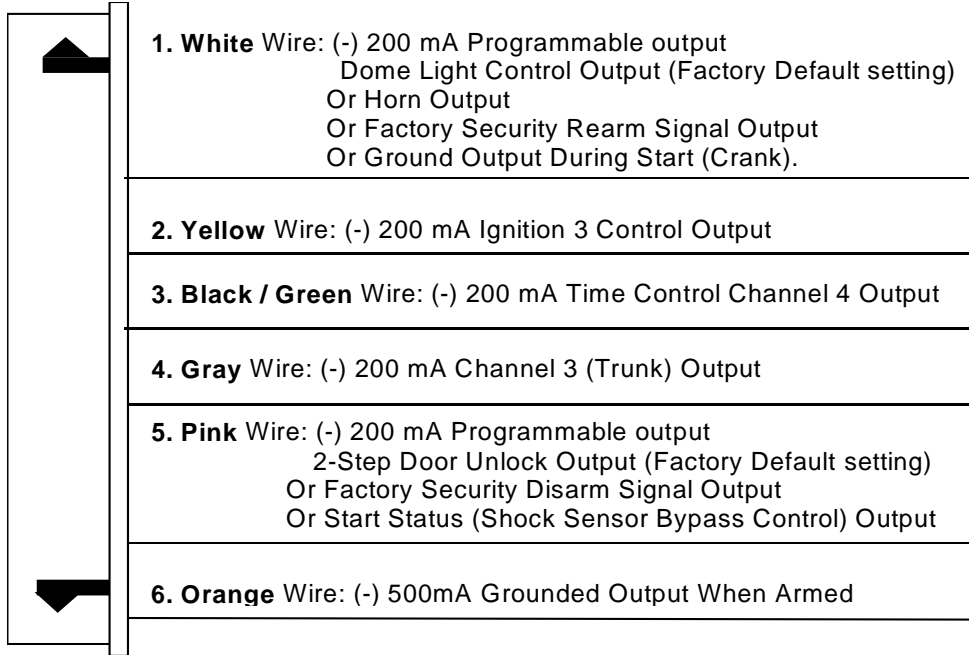 1. White Wire: (-) 200 mA Programmable output
Dome Light Control Output (Factory Default setting)
Or Horn Output
Or Factory Security Rearm Signal Output
Or Ground Output During Start (Crank).
2. Yellow Wire: (-) 200 mA Ignition 3 Control Output
3. Black / Green Wire: (-) 200 mA Time Control Channel 4 Output
4. Gray Wire: (-) 200 mA Channel 3 (Trunk) Output
5. Pink Wire: (-) 200 mA Programmable output
2-Step Door Unlock Output (Factory Default setting)
Or Factory Security Disarm Signal Output
Or Start Status (Shock Sensor Bypass Control) Output
6. Orange Wire: (-) 500mA Grounded Output When Armed